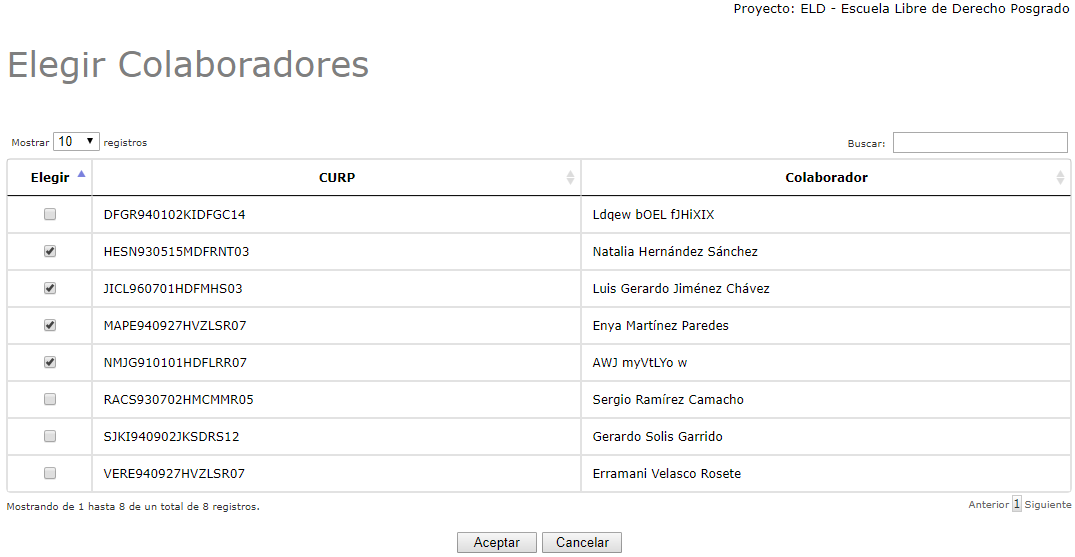 Proyecto: ELD - Escuela Libre de Derecho Posgrado
Elegir Colaboradores
Mostrar 10 registros Buscar:
Elegir CURP Colaborador
DFGR940102KIDFGC14 Ldqew bOEL fJHiXIX
HESN930515MDFRNT03 Natalia Hernández Sánchez
JICL960701HDFMHS03 Luis Gerardo Jiménez Chávez
MAPE940927HVZLSR07 Enya Martínez Paredes
NMJG910101HDFLRR07 AWJ myVtLYo w
RACS930702HMCMMR05 Sergio Ramírez Camacho
SJKI940902JKSDRS12 Gerardo Solis Garrido
VERE940927HVZLSR07 Erramani Velasco Rosete
Mostrando de 1 hasta 8 de un total de 8 registros. Anterior 1 Siguiente
Aceptar Cancelar